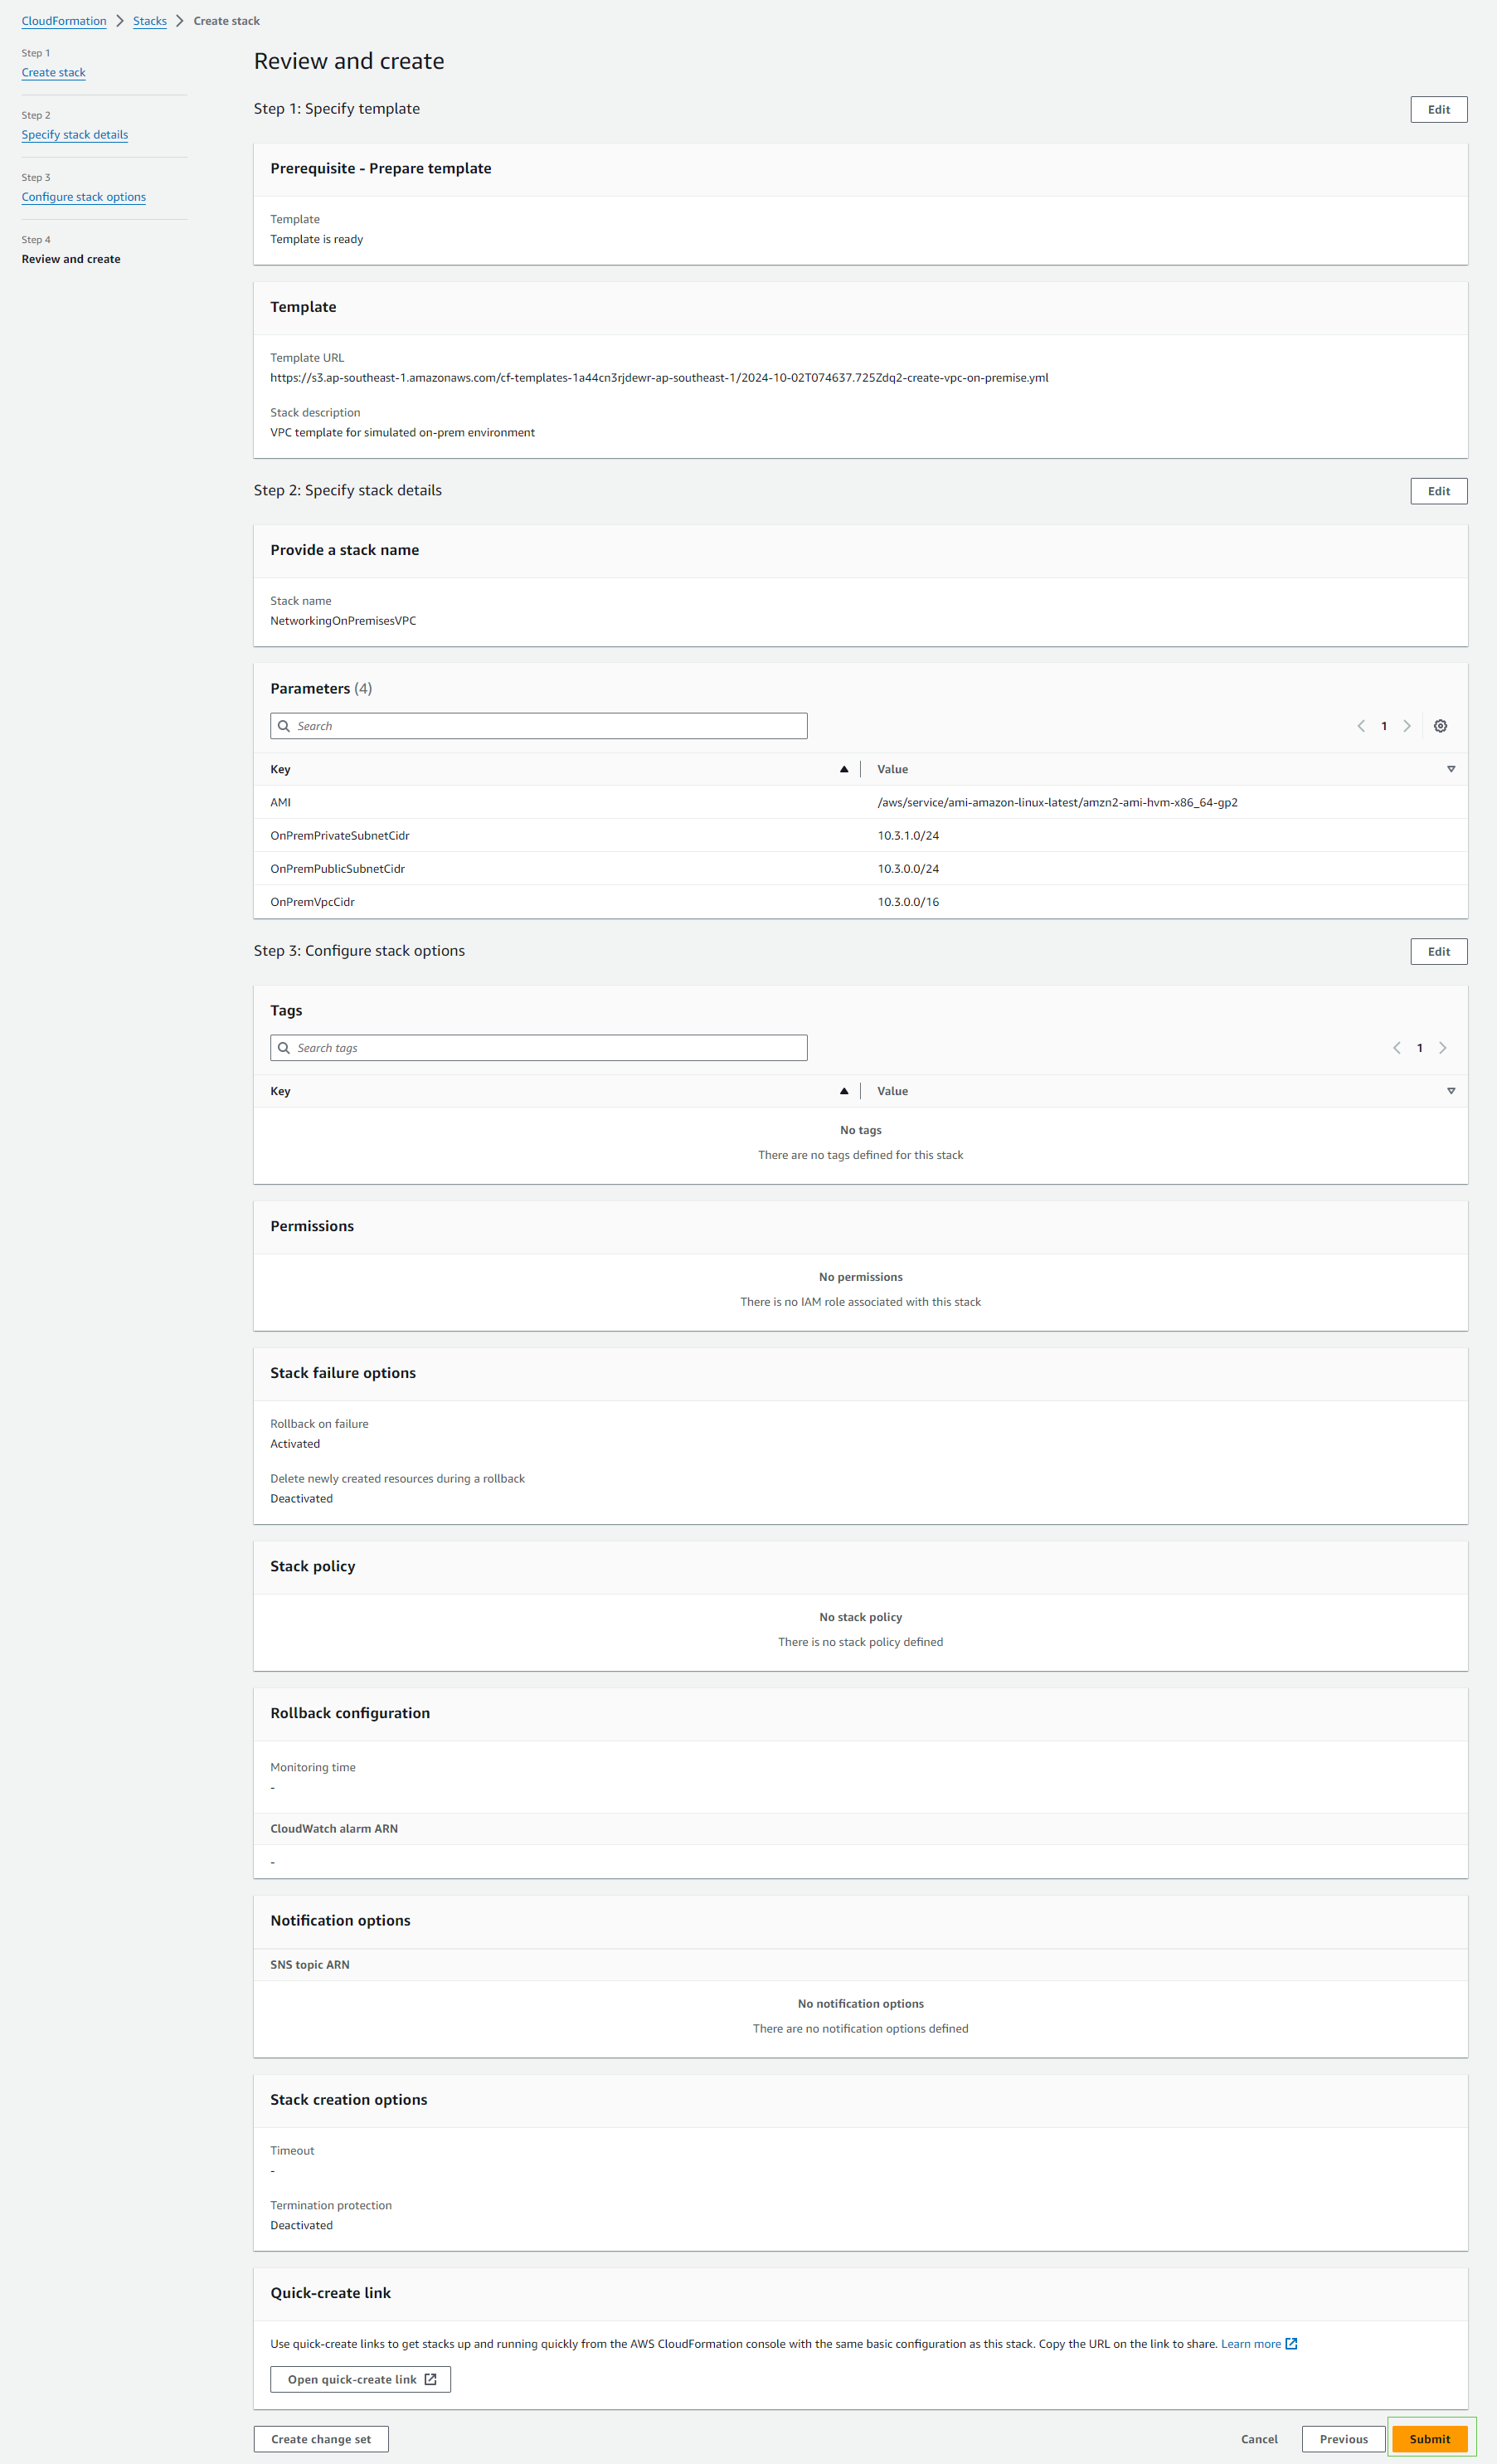 CloudFormation > Stacks > Create stack
Step 1
Create stack
Step 2
Specify stack details
Step 3
Configure stack options
Step 4
Review and create
Review and create
Step 1: Specify template
Edit
Prerequisite - Prepare template
Template
Template is ready
Template
Template URL
https://s3.ap-southeast-1.amazonaws.com/cf-templates-1a44cn3rjdewr-ap-southeast-1/2024-10-02T074637.725Zdq2-create-vpc-on-premise.yml
Stack description
VPC template for simulated on-prem environment
Step 2: Specify stack details
Edit
Provide a stack name
Stack name
NetworkingOnPremisesVPC
Parameters (4)
Search
1
Key Value
AMI /aws/service/ami-amazon-linux-latest/amzn2-ami-hvm-x86_64-gp2
OnPremPrivateSubnetCidr 10.3.1.0/24
OnPremPublicSubnetCidr 10.3.0.0/24
OnPremVpcCidr 10.3.0.0/16
Step 3: Configure stack options
Edit
Tags
Search tags
1
Key Value
No tags
There are no tags defined for this stack
Permissions
No permissions
There is no IAM role associated with this stack
Stack failure options
Rollback on failure
Activated
Delete newly created resources during a rollback
Deactivated
Stack policy
No stack policy
There is no stack policy defined
Rollback configuration
Monitoring time
-
CloudWatch alarm ARN
-
Notification options
SNS topic ARN
No notification options
There are no notification options defined
Stack creation options
Timeout
-
Termination protection
Deactivated
Quick-create link
Use quick-create links to get stacks up and running quickly from the AWS CloudFormation console with the same basic configuration as this stack. Copy the URL on the link to share. Learn more
Open quick-create link
Create change set
Cancel
Previous
Submit